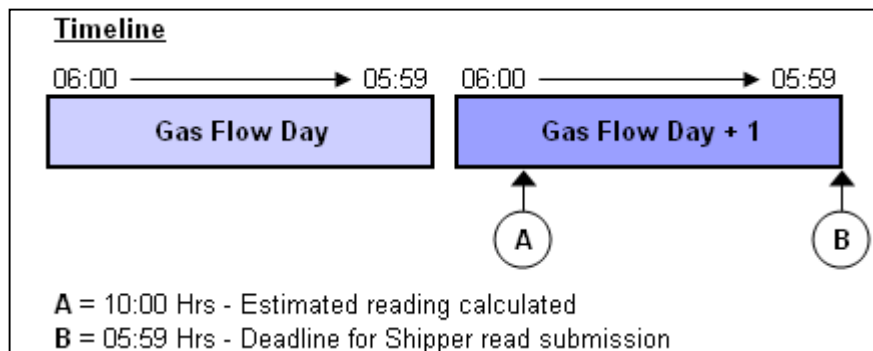 Timeline
06:00 05:59 06:00 05:59
Gas Flow Day Gas Flow Day + 1
A B
A = 10:00 Hrs - Estimated reading calculated
B = 05:59 Hrs - Deadline for Shipper read submission